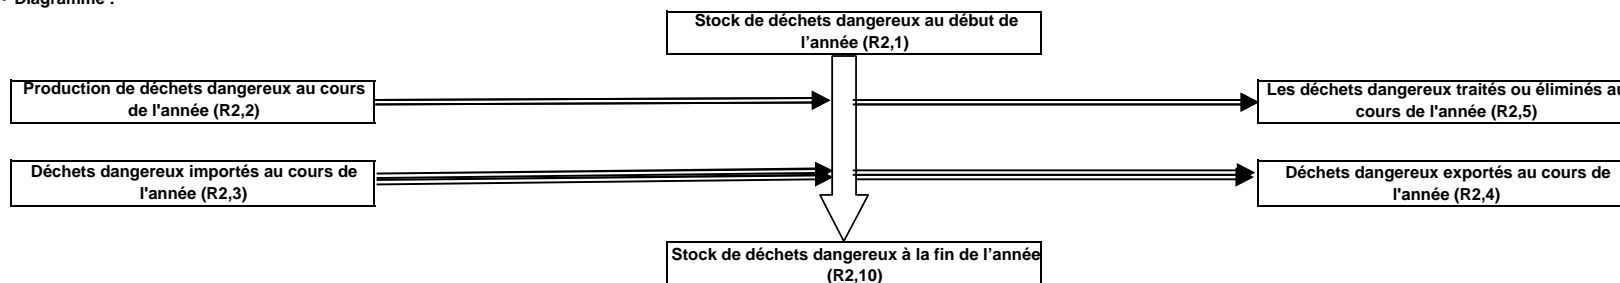 Diagramme :
Stock de déchets dangereux au début de
l’année (R2,1)
Production de déchets dangereux au cours
de l'année (R2,2)
Les déchets dangereux traités ou éliminés au
cours de l'année (R2,5)
Déchets dangereux importés au cours de
l'année (R2,3)
Déchets dangereux exportés au cours de
l'année (R2,4)
Stock de déchets dangereux à la fin de l’année
(R2,10)